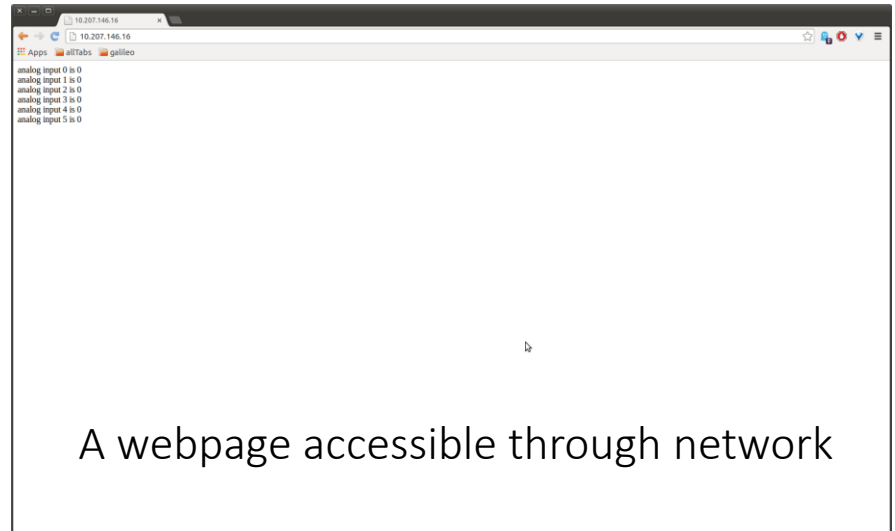 10.207.146.16
10.207.146.16
Apps allTabs galileo
analog input 0 is 0
analog input 1 is 0
analog input 2 is 0
analog input 3 is 0
analog input 4 is 0
analog input 5 is 0
A webpage accessible through network